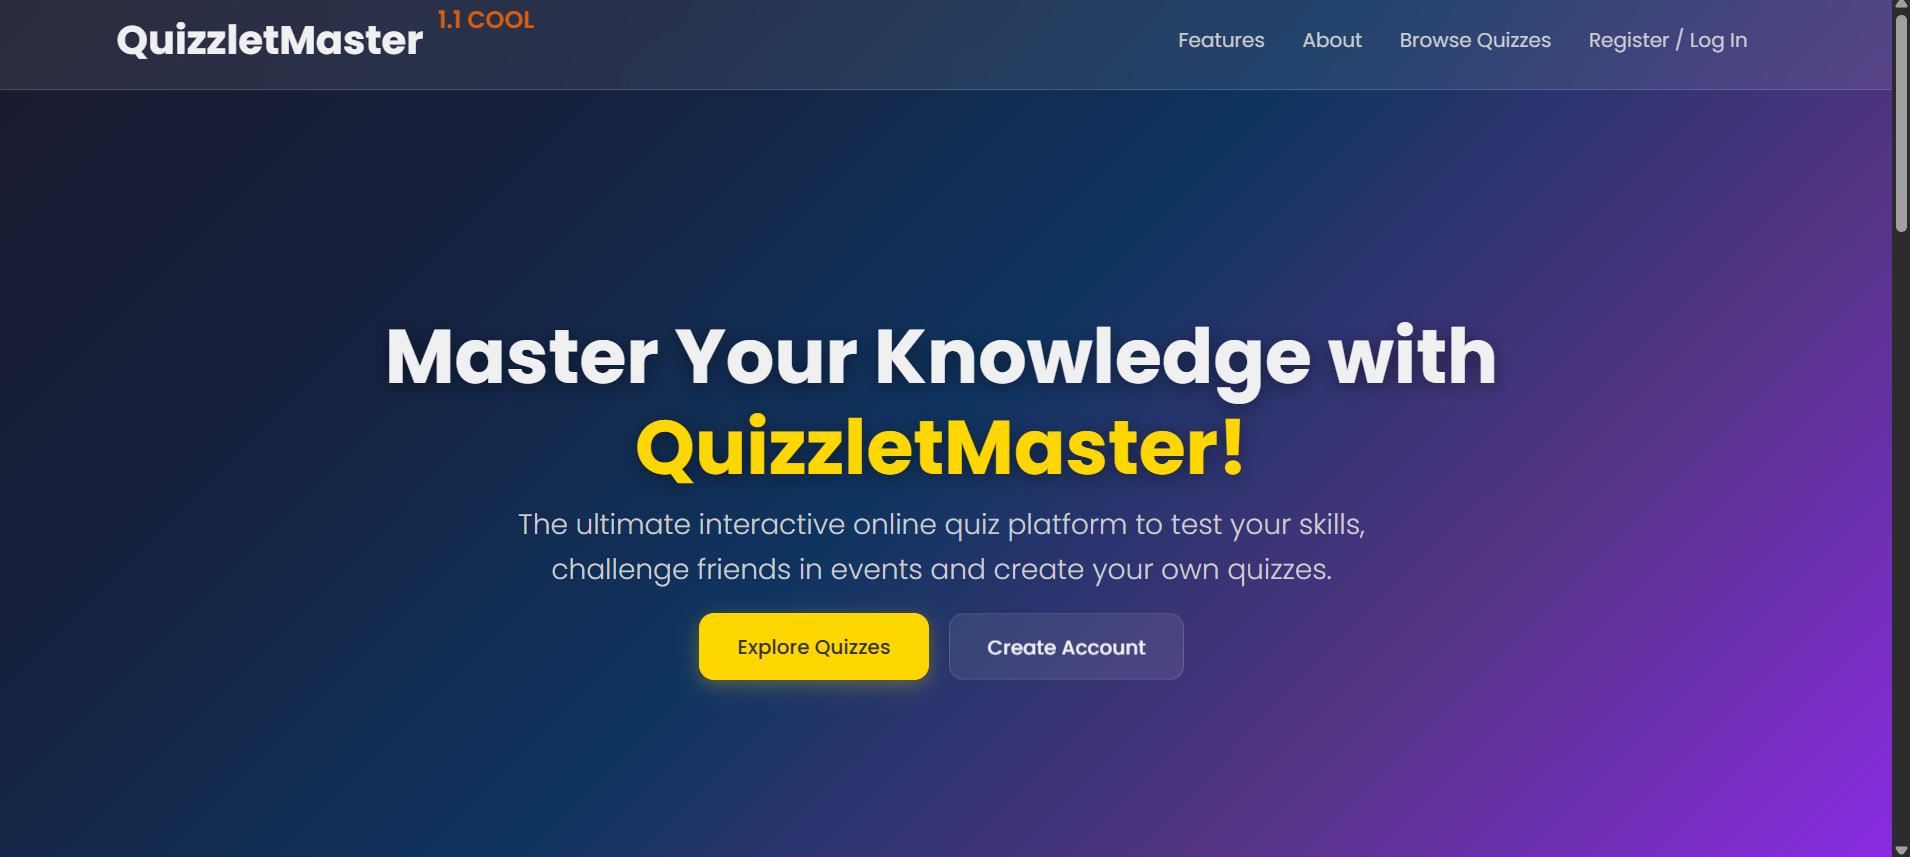 QuizzletMaster 1.1 COOL
Features About Browse Quizzes Register / Log In
Master Your Knowledge with
QuizzletMaster!
The ultimate interactive online quiz platform to test your skills,
challenge friends in events and create your own quizzes.
Explore Quizzes Create Account